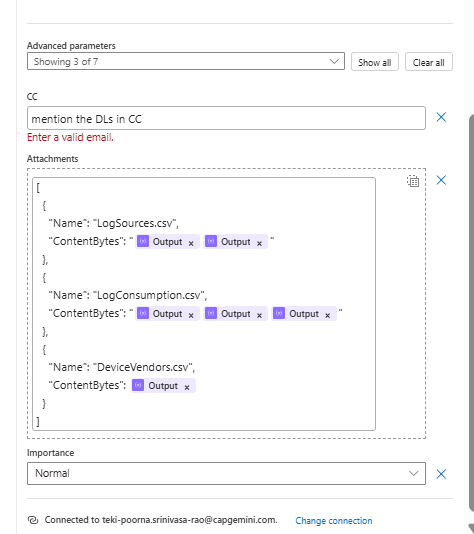 Advanced parameters
Showing 3 of 7
Show all
Clear all
CC
mention the DLs in CC
Enter a valid email.
Attachments
[
{
"Name": "LogSources.csv",
"ContentBytes": " Output x Output x "
},
{
"Name": "LogConsumption.csv",
"ContentBytes": " Output x Output x Output x "
},
{
"Name": "DeviceVendors.csv",
"ContentBytes": Output x
}
]
Importance
Normal
Connected to teki-poorna.srinivasa-rao@capgemini.com. Change connection